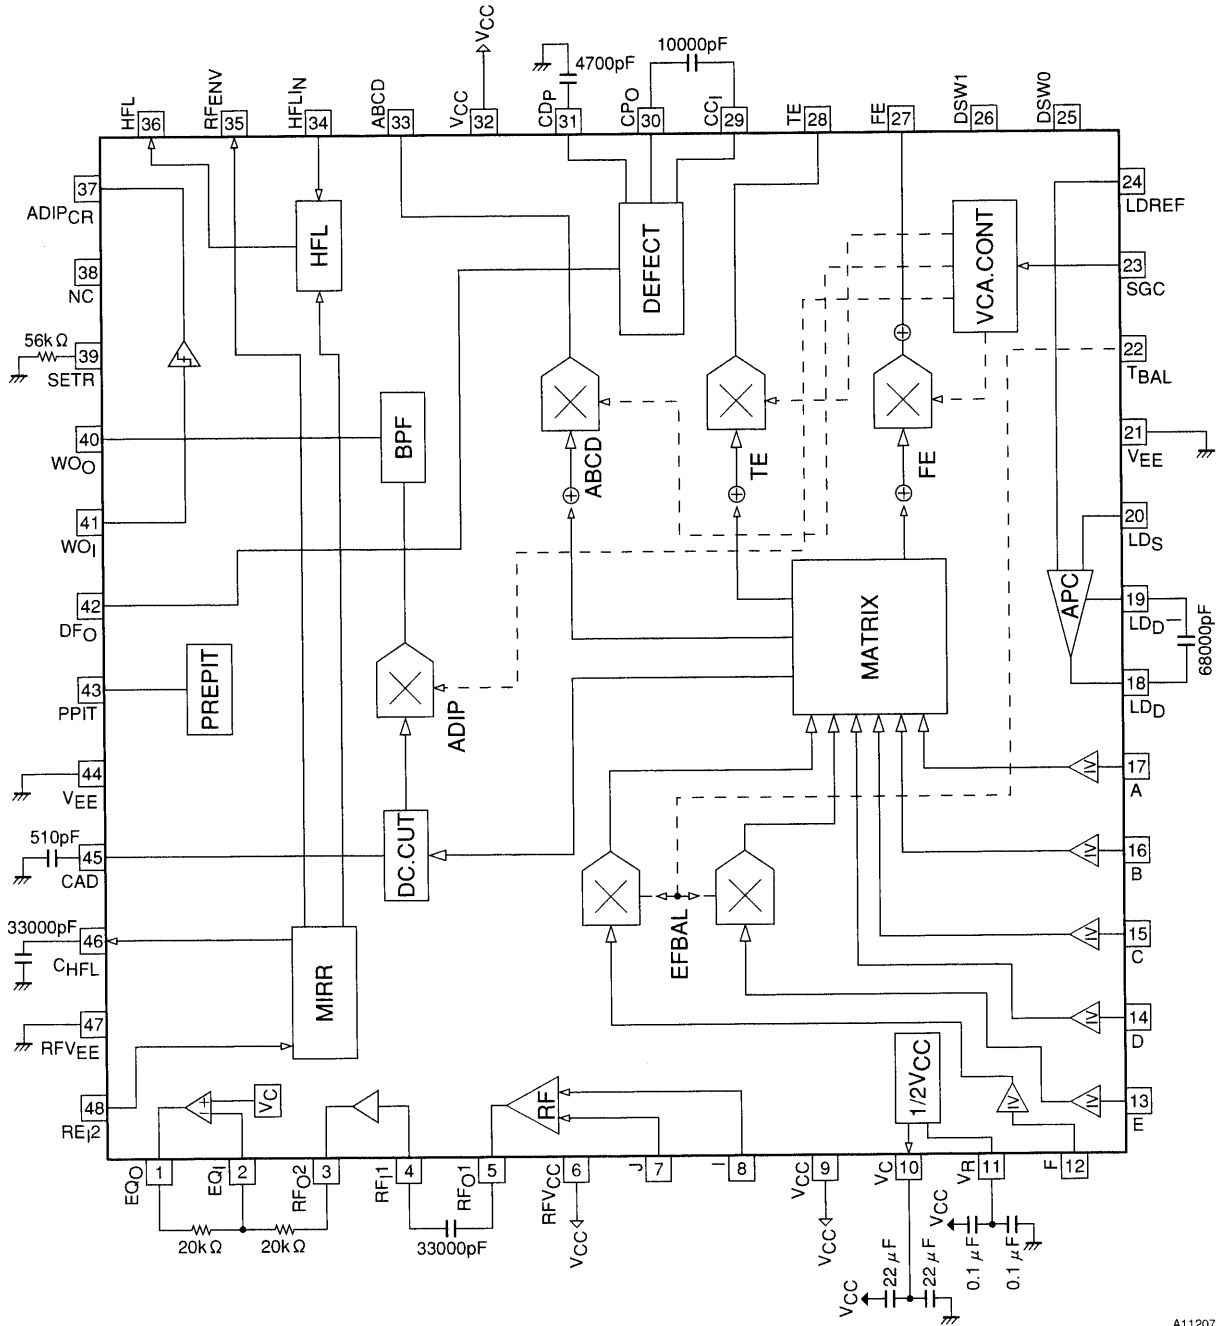 HFL
RFENV
HFLIN
ABCD
VCC
CDP
CPO
CCI
TE
FE
DSW1
DSW0
4700pF
10000pF
36
35
34
33
32
31
30
29
28
27
26
25
37
ADIPCR
38
NC
56kΩ
39
SETR
40
WOO
41
WOI
42
DFO
43
PPIT
44
VEE
510pF
45
CAD
33000pF
46
CHFL
47
RFVEE
48
REI2
24
LDREF
23
SGC
22
TBAL
21
VEE
20
LDS
19
LDD−
68000pF
18
LDD
17
A
16
B
15
C
14
D
13
E
HFL
DEFECT
VCA.CONT
BPF
ABCD
TE
FE
PREPIT
ADIP
MATRIX
APC
DC.CUT
EFBAL
MIRR
IV
IV
IV
IV
IV
IV
1/2VCC
VC
+
−
RF
1
2
3
4
5
6
7
8
9
10
11
12
EQO
EQI
RFO2
RFI1
RFO1
RFVCC
J
I
VCC
VC
VR
F
20kΩ
20kΩ
33000pF
VCC
VCC
VCC
22μF
22μF
VCC
0.1μF
0.1μF
A11207